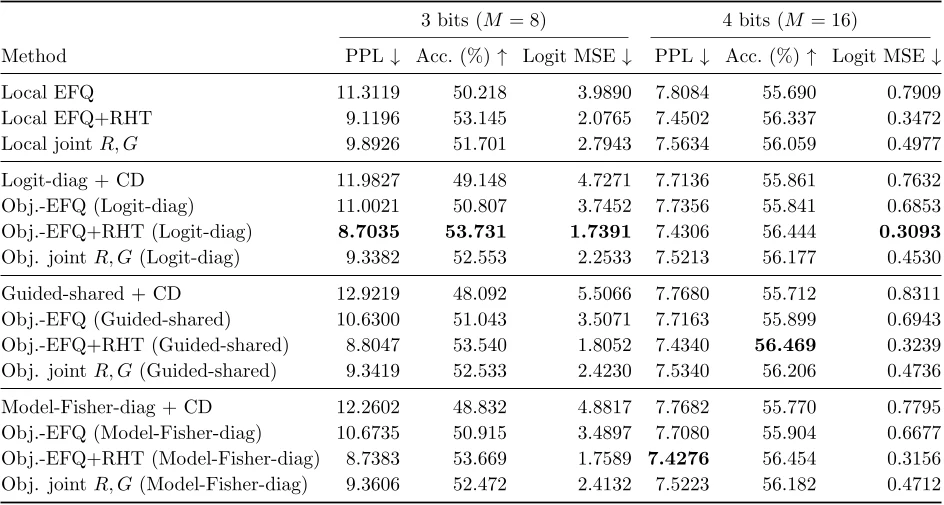 3 bits (M = 8) 4 bits (M = 16)
Method PPL ↓ Acc. (%) ↑ Logit MSE ↓ PPL ↓ Acc. (%) ↑ Logit MSE ↓
Local EFQ 11.3119 50.218 3.9890 7.8084 55.690 0.7909
Local EFQ+RHT 9.1196 53.145 2.0765 7.4502 56.337 0.3472
Local joint R, G 9.8926 51.701 2.7943 7.5634 56.059 0.4977
Logit-diag + CD 11.9827 49.148 4.7271 7.7136 55.861 0.7632
Obj.-EFQ (Logit-diag) 11.0021 50.807 3.7452 7.7356 55.841 0.6853
Obj.-EFQ+RHT (Logit-diag) 8.7035 53.731 1.7391 7.4306 56.444 0.3093
Obj. joint R, G (Logit-diag) 9.3382 52.553 2.2533 7.5213 56.177 0.4530
Guided-shared + CD 12.9219 48.092 5.5066 7.7680 55.712 0.8311
Obj.-EFQ (Guided-shared) 10.6300 51.043 3.5071 7.7163 55.899 0.6943
Obj.-EFQ+RHT (Guided-shared) 8.8047 53.540 1.8052 7.4340 56.469 0.3239
Obj. joint R, G (Guided-shared) 9.3419 52.533 2.4230 7.5340 56.206 0.4736
Model-Fisher-diag + CD 12.2602 48.832 4.8817 7.7682 55.770 0.7795
Obj.-EFQ (Model-Fisher-diag) 10.6735 50.915 3.4897 7.7080 55.904 0.6677
Obj.-EFQ+RHT (Model-Fisher-diag) 8.7383 53.669 1.7589 7.4276 56.454 0.3156
Obj. joint R, G (Model-Fisher-diag) 9.3606 52.472 2.4132 7.5223 56.182 0.4712